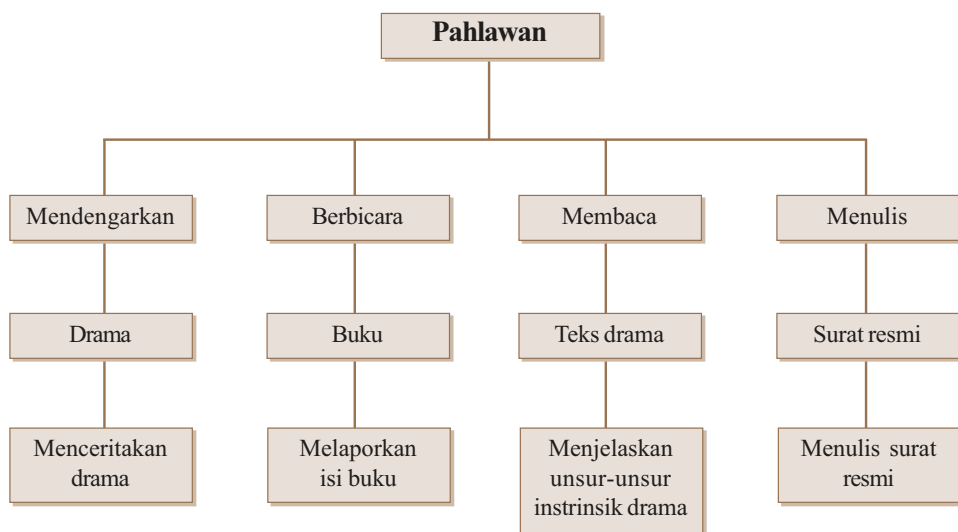 Pahlawan
Mendengarkan
Berbicara
Membaca
Menulis
Drama
Buku
Teks drama
Surat resmi
Menceritakan
drama
Melaporkan
isi buku
Menjelaskan
unsur-unsur
instrinsik drama
Menulis surat
resmi